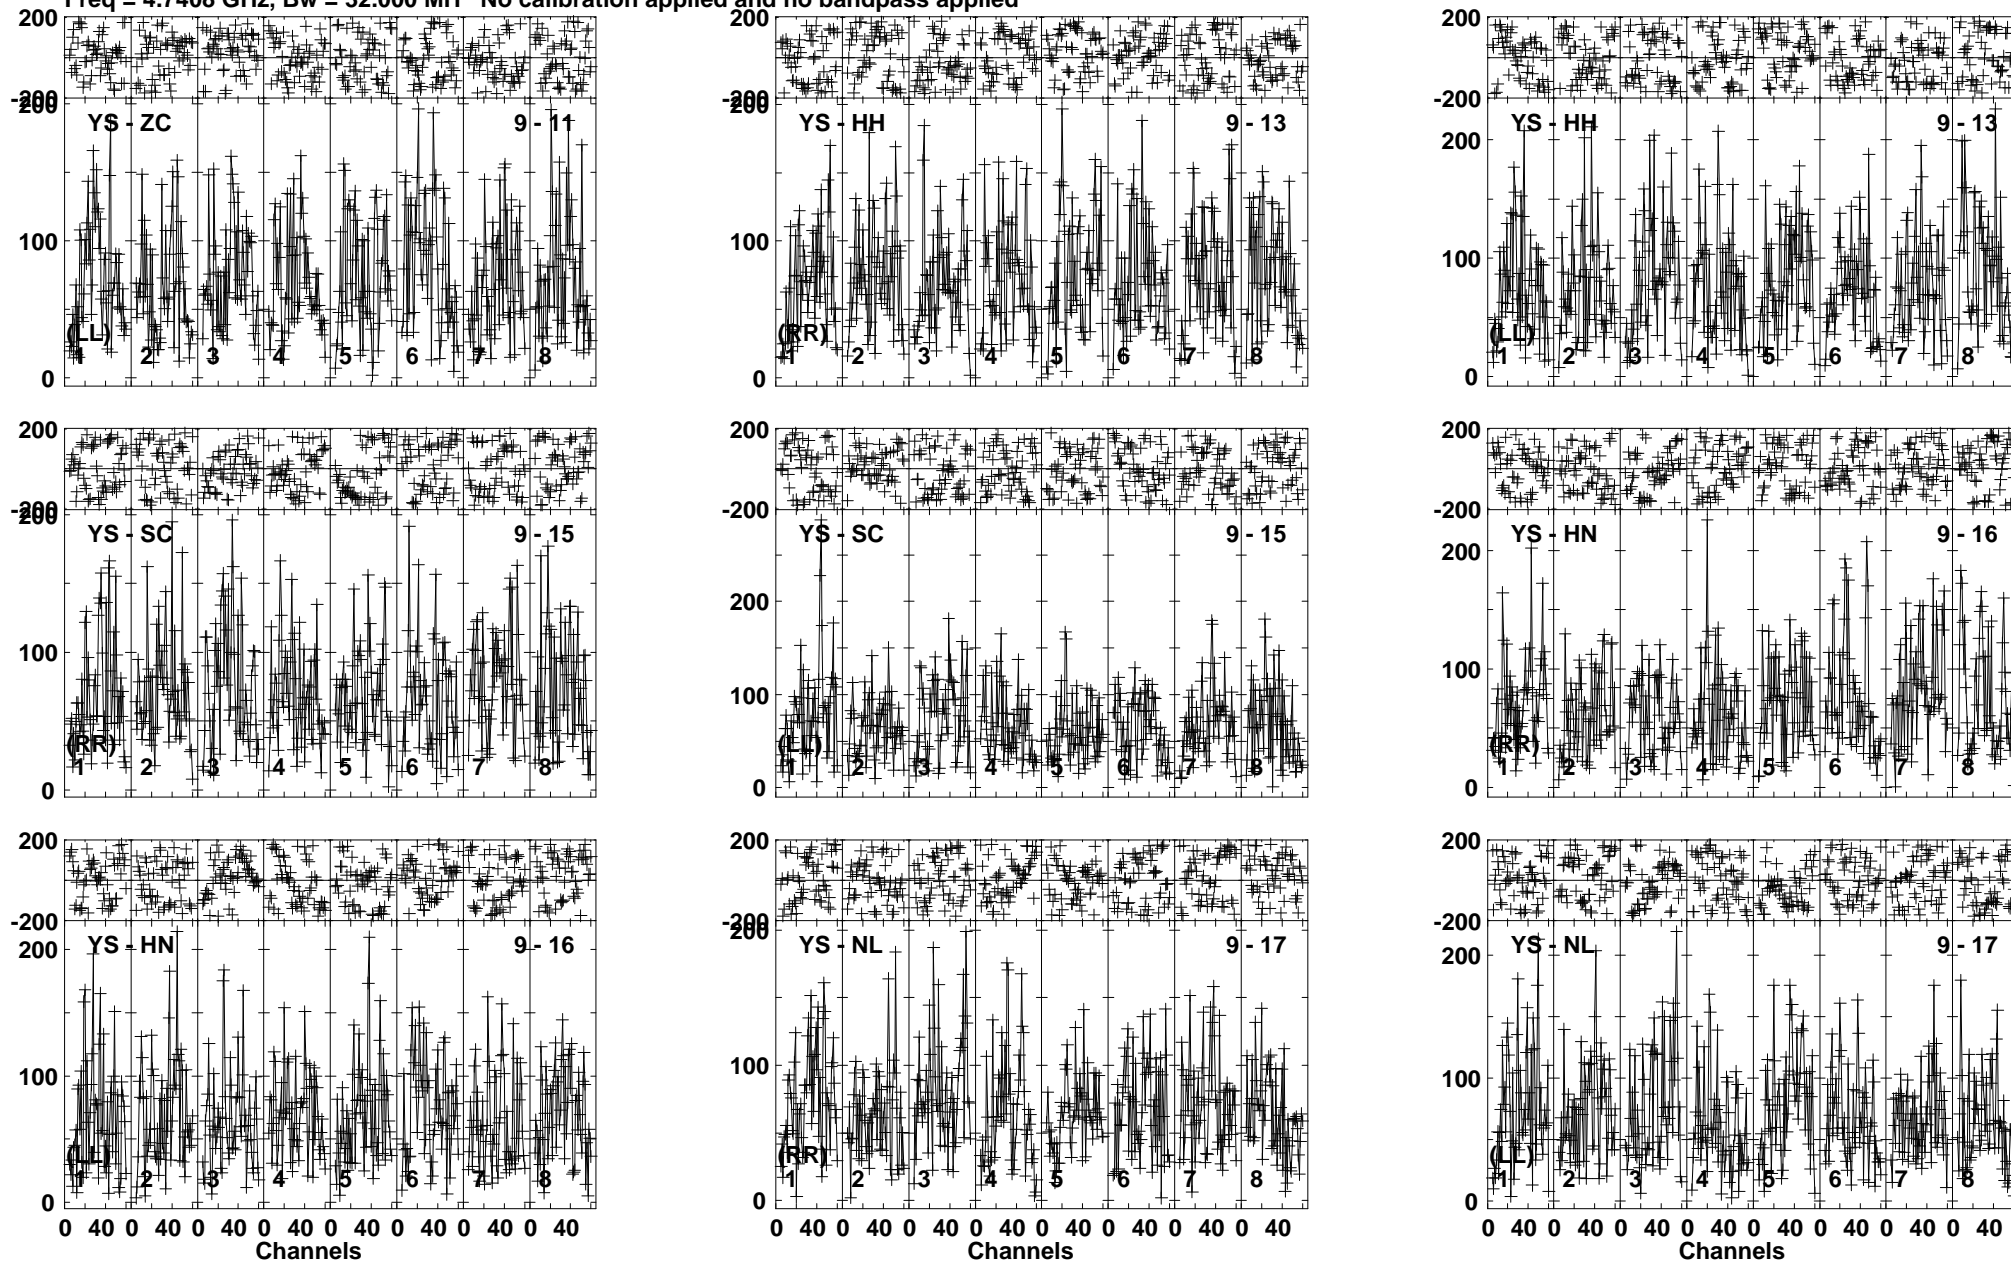 Freq = 4.7408 GHz, Bw = 32.000 MH No calibration applied and no bandpass applied
200 200 200
-200 -200 -200
200 YS - ZC 9 - 11 200 YS - HH 9 - 13 YS - HH 9 - 13
200
100 100 100
(LL) (RR) (LL)
1 2 3 4 5 6 7 8 1 2 3 4 5 6 7 8 1 2 3 4 5 6 7 8
0 0 0
200 200 200
-200 -200 -200
200 YS - SC 9 - 15 YS - SC 9 - 15 YS - HN 9 - 16
200 200
100 100 100
(RR) (LL) (RR)
1 2 3 4 5 6 7 8 1 2 3 4 5 6 7 8 1 2 3 4 5 6 7 8
0 0 0
200 200 200
-200 -200 -200
YS - HN 9 - 16 200 YS - NL 9 - 17 YS - NL 9 - 17
200 200
100 100 100
(LL) (RR) (LL)
1 2 3 4 5 6 7 8 1 2 3 4 5 6 7 8 1 2 3 4 5 6 7 8
0 0 0
0 40 0 40 0 40 0 40 0 40 0 40 0 40 0 40 0 40 0 40 0 40 0 40 0 40 0 40 0 40 0 40 0 40 0 40 0 40 0 40 0 40 0 40 0 40 0 40
Channels Channels Channels